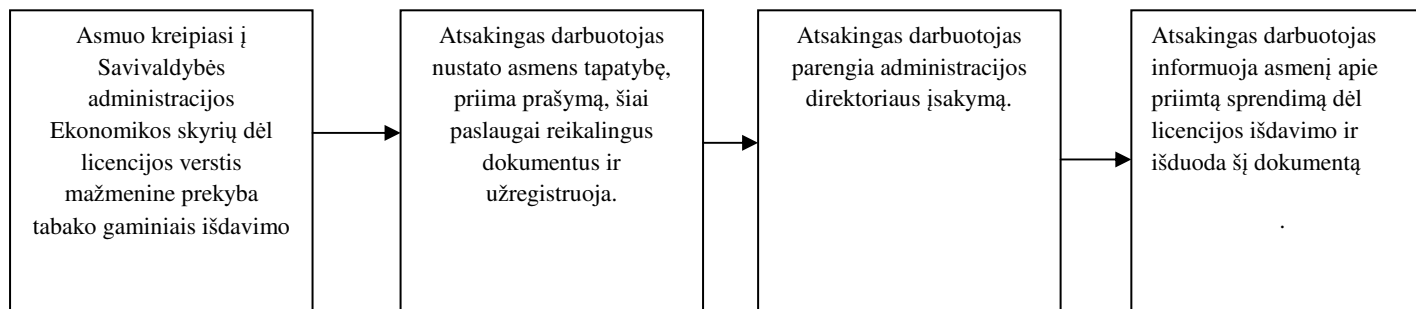 Asmuo kreipiasi į
Savivaldybės
administracijos
Ekonomikos skyrių dėl
licencijos verstis
mažmenine prekyba
tabako gaminiais išdavimo
Atsakingas darbuotojas
nustato asmens tapatybę,
priima prašymą, šiai
paslaugai reikalingus
dokumentus ir
užregistruoja.
Atsakingas darbuotojas
parengia administracijos
direktoriaus įsakymą.
Atsakingas darbuotojas
informuoja asmenį apie
priimtą sprendimą dėl
licencijos išdavimo ir
išduoda šį dokumentą
.